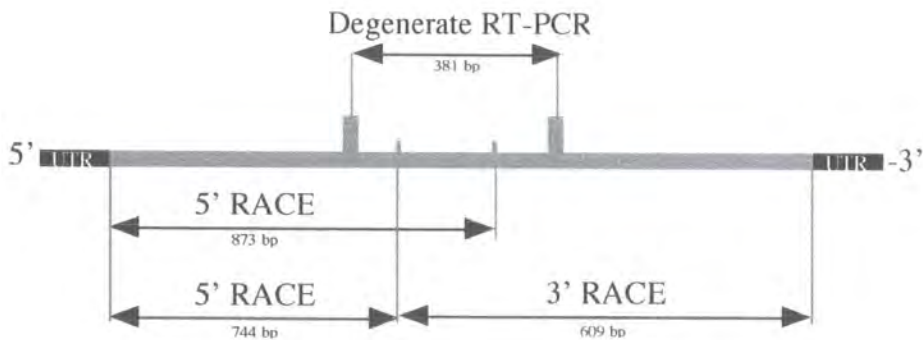 Degenerate RT-PCR
381 bp
5’ UTR UTR -3’
5’ RACE
873 bp
5’ RACE 3’ RACE
744 bp 609 bp